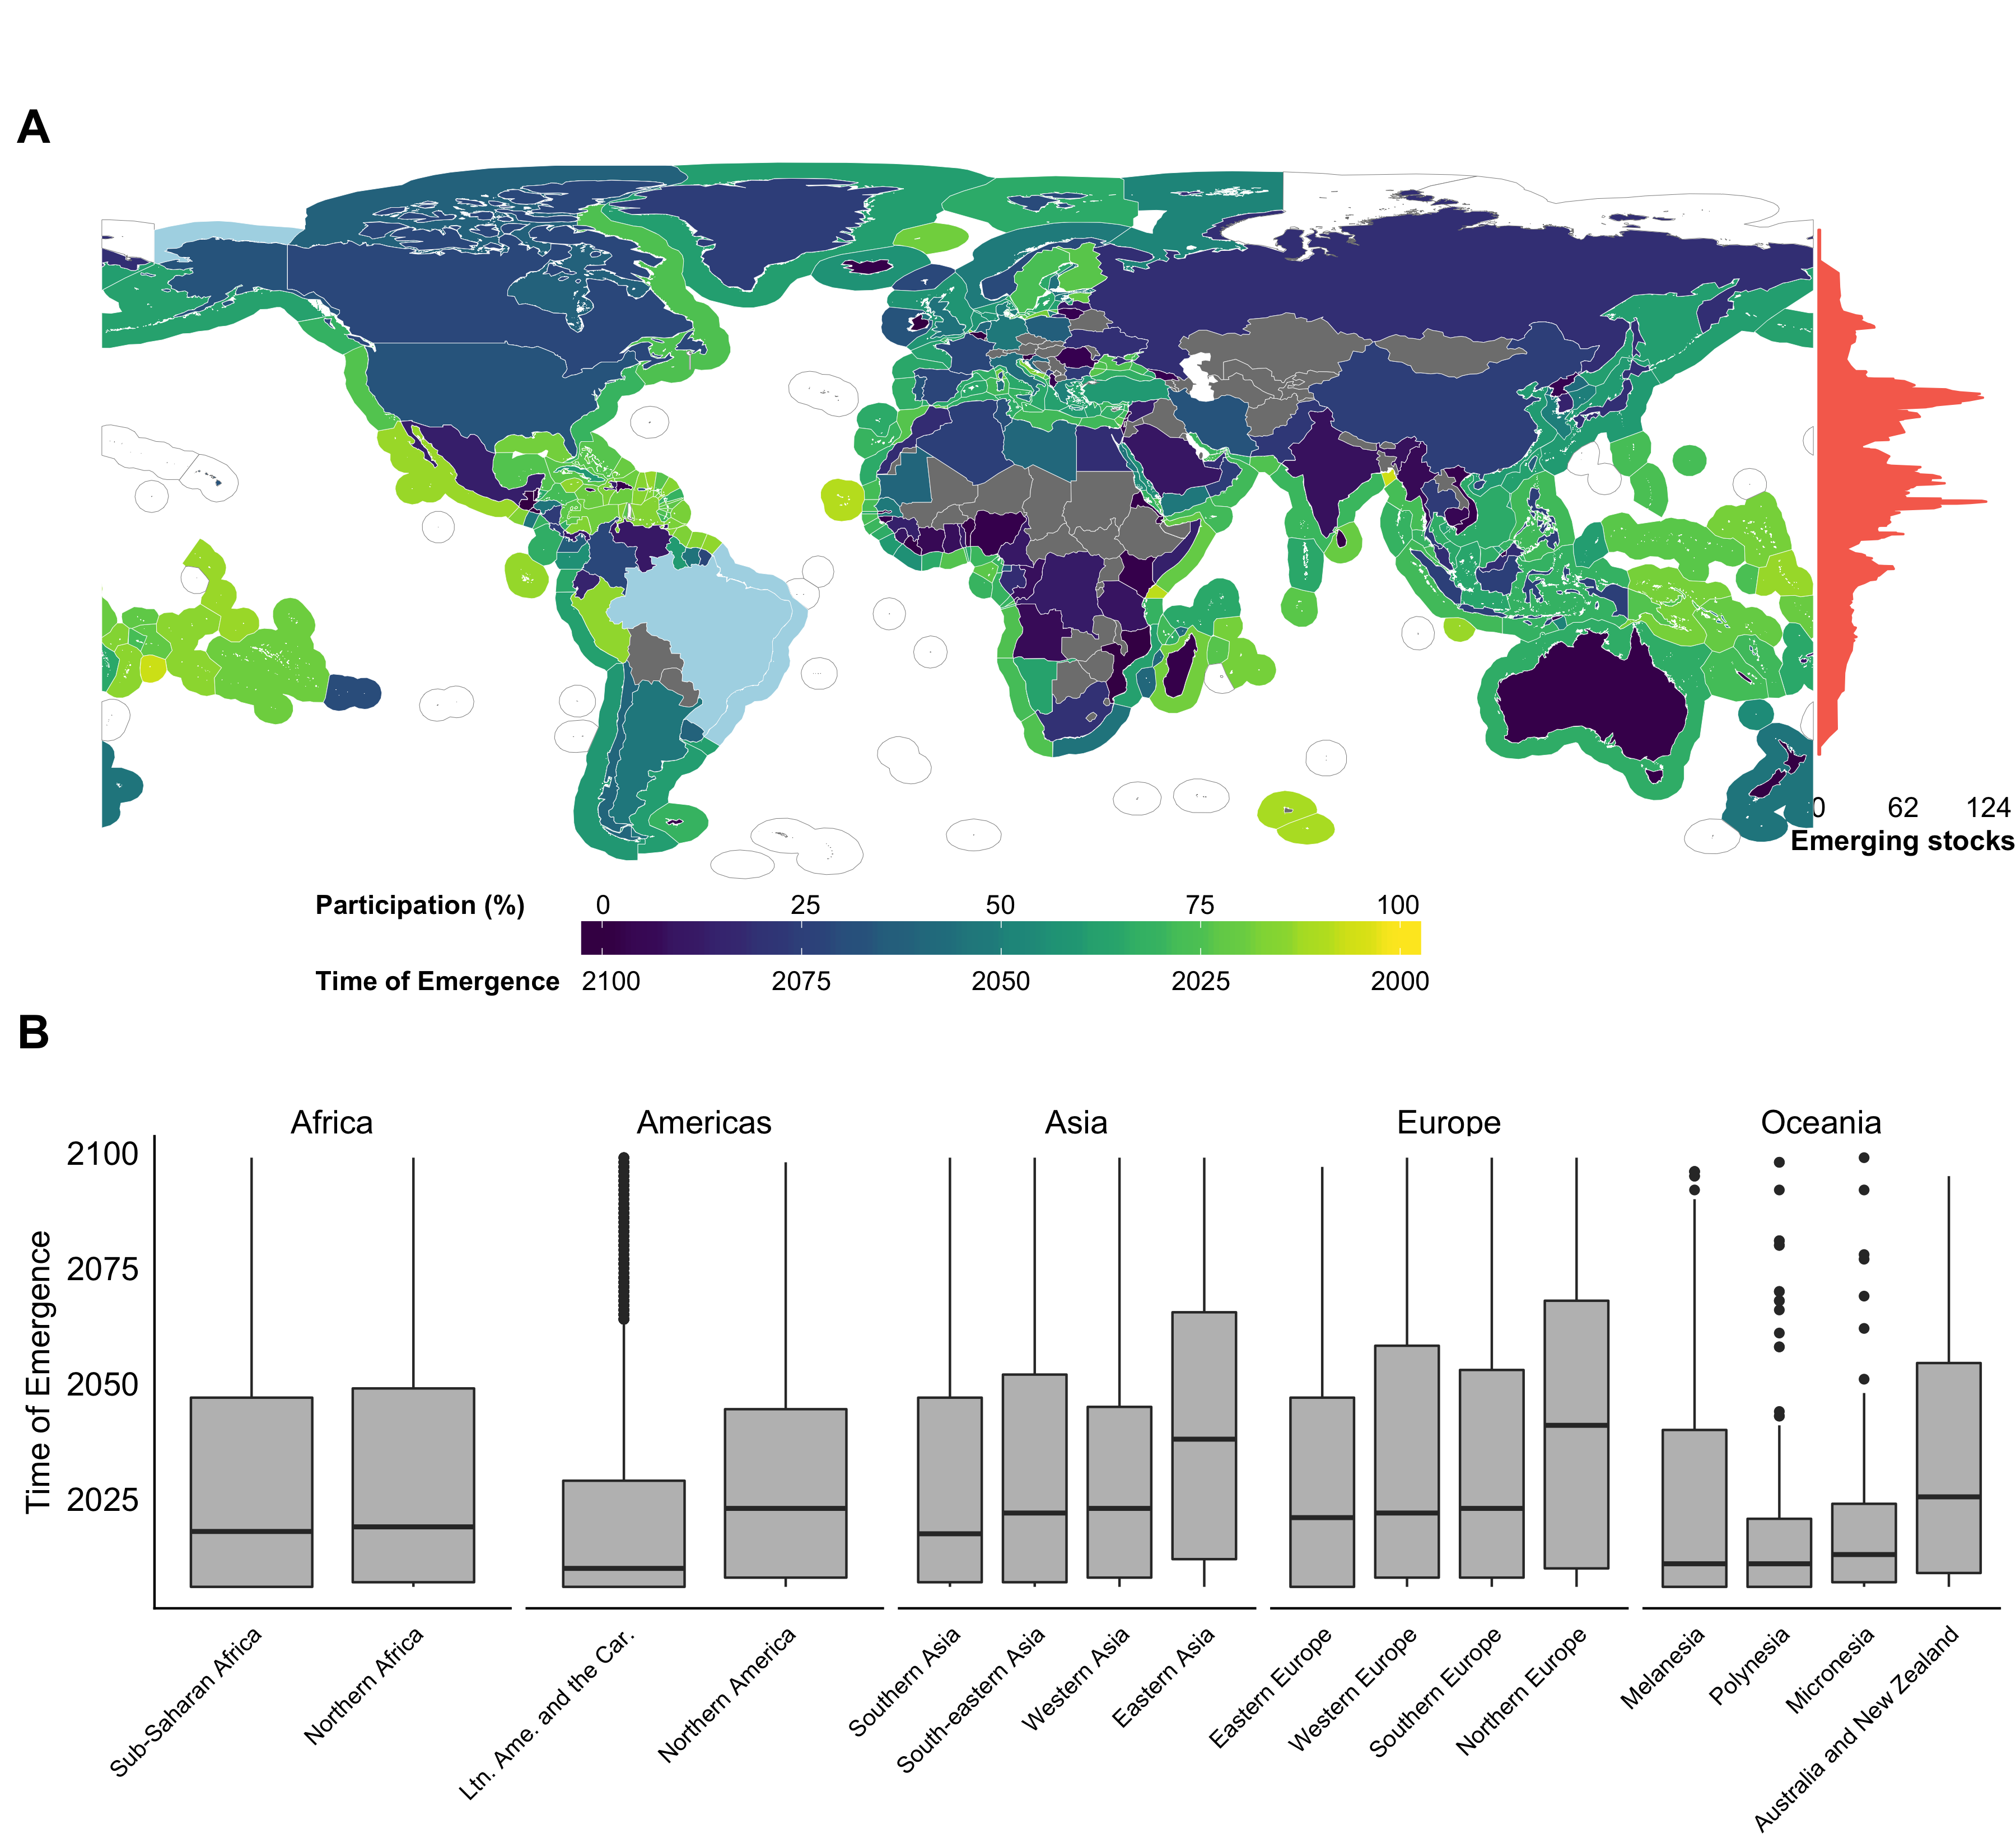 A
0 62 124
Emerging stocks
Participation (%) 0 25 50 75 100
Time of Emergence 2100 2075 2050 2025 2000
B
Africa Americas Asia Europe Oceania
Time of Emergence
2100
2075
2050
2025
Sub-Saharan Africa
Northern Africa
Ltn. Ame. and the Car.
Northern America
Southern Asia
South-eastern Asia
Western Asia
Eastern Asia
Eastern Europe
Western Europe
Southern Europe
Northern Europe
Melanesia
Polynesia
Micronesia
Australia and New Zealand